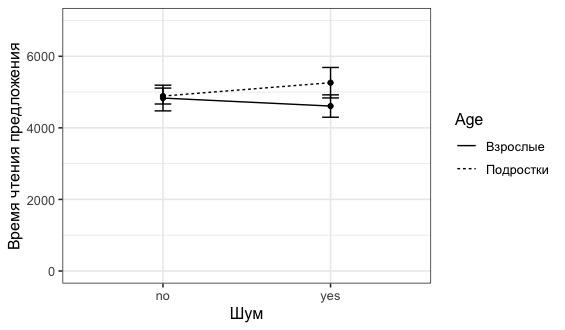 Время чтения предложения
6000
4000
2000
0
no
yes
Шум
Age
Взрослые
Подростки